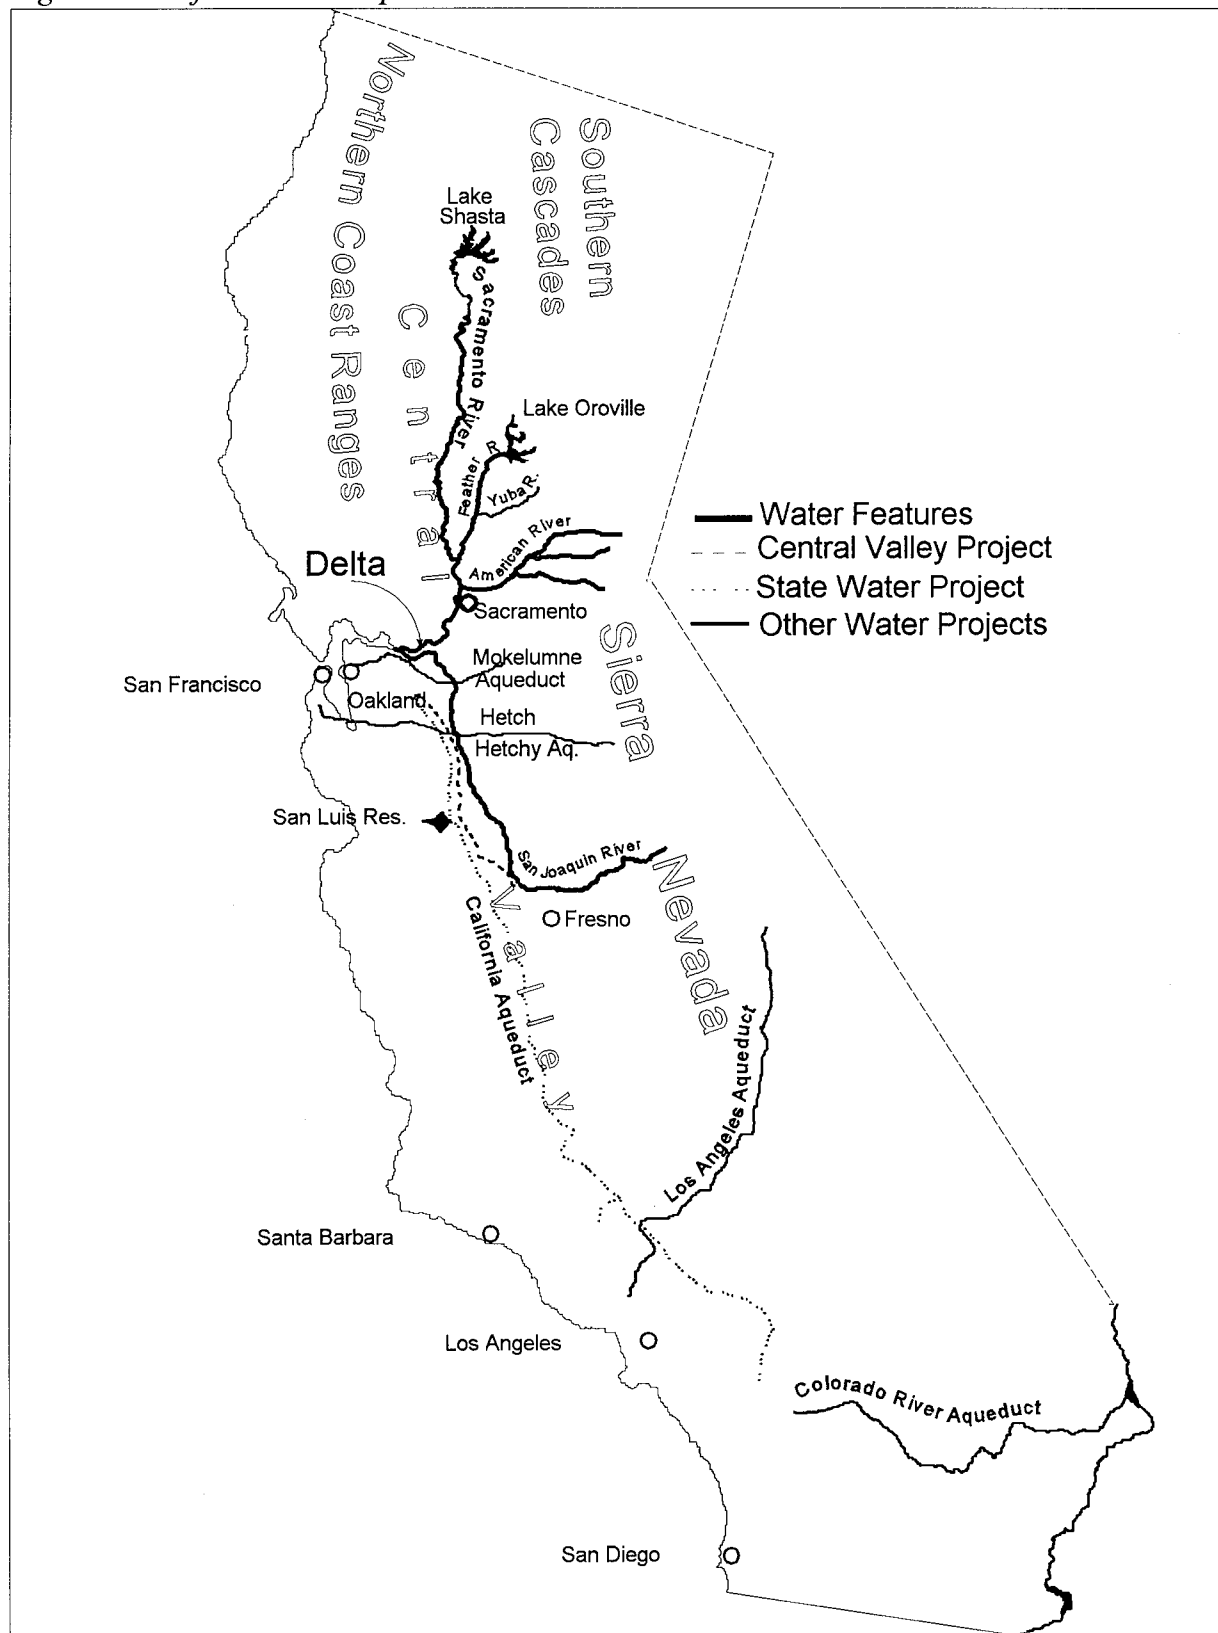 Northern Coast Ranges
Southern
Cascades
Lake
Shasta
Sacramento River
Central
Lake Oroville
Feather R
Yuba R.
American River
Delta
Water Features
Central Valley Project
State Water Project
Other Water Projects
Sacramento
Sierra
Mokelumne
Aqueduct
San Francisco
Oakland
Hetch
Hetchy Aq.
San Luis Res.
San Joaquin River
Nevada
Fresno
Valley
California Aqueduct
Los Angeles Aqueduct
Santa Barbara
Los Angeles
Colorado River Aqueduct
San Diego